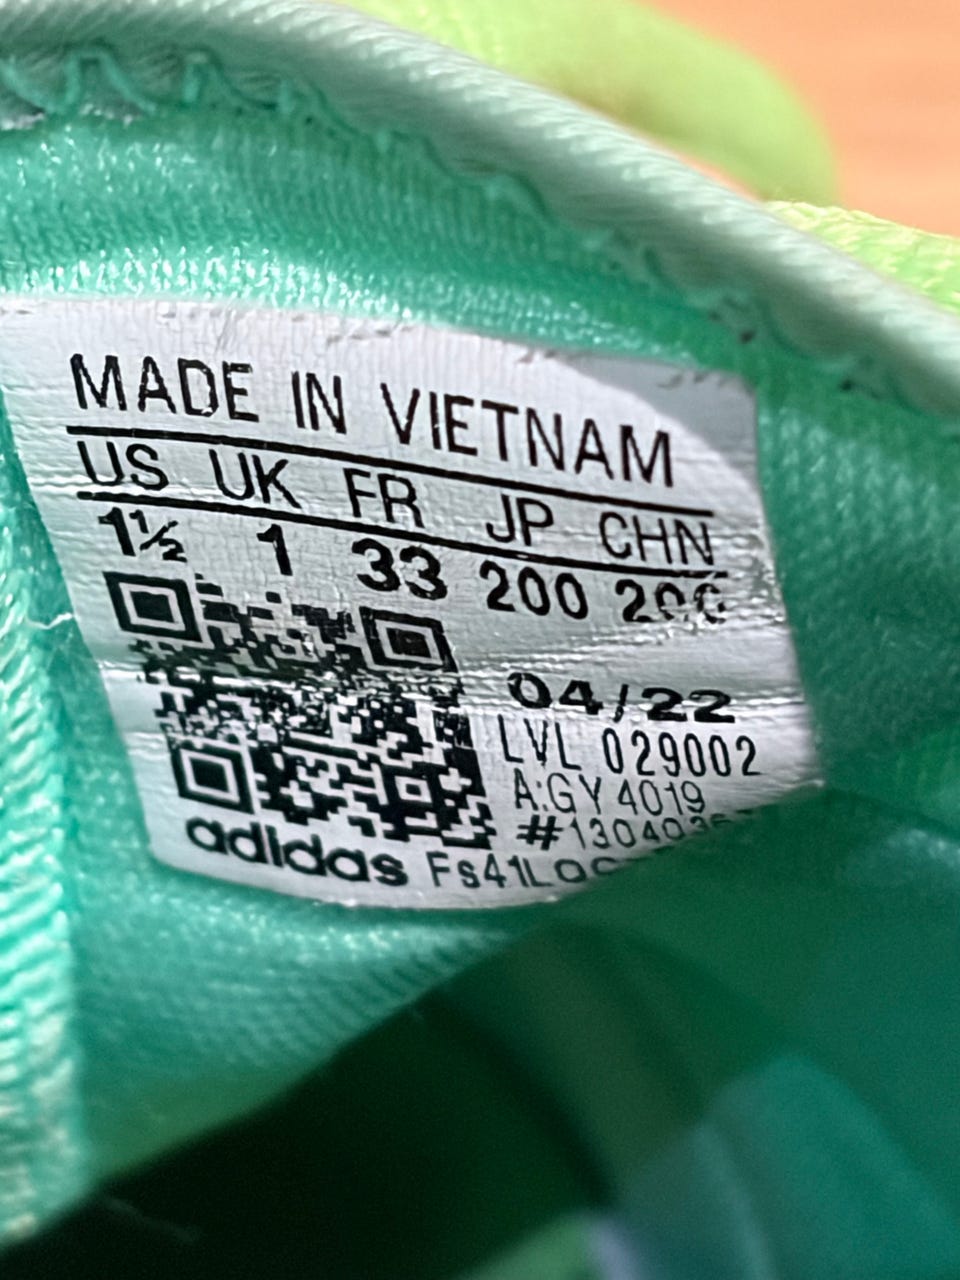 MADE IN VIETNAM
US UK FR JP CHN
1½ 1 33 200 200
04/22
LVL 029002
A:GY4019
adidas